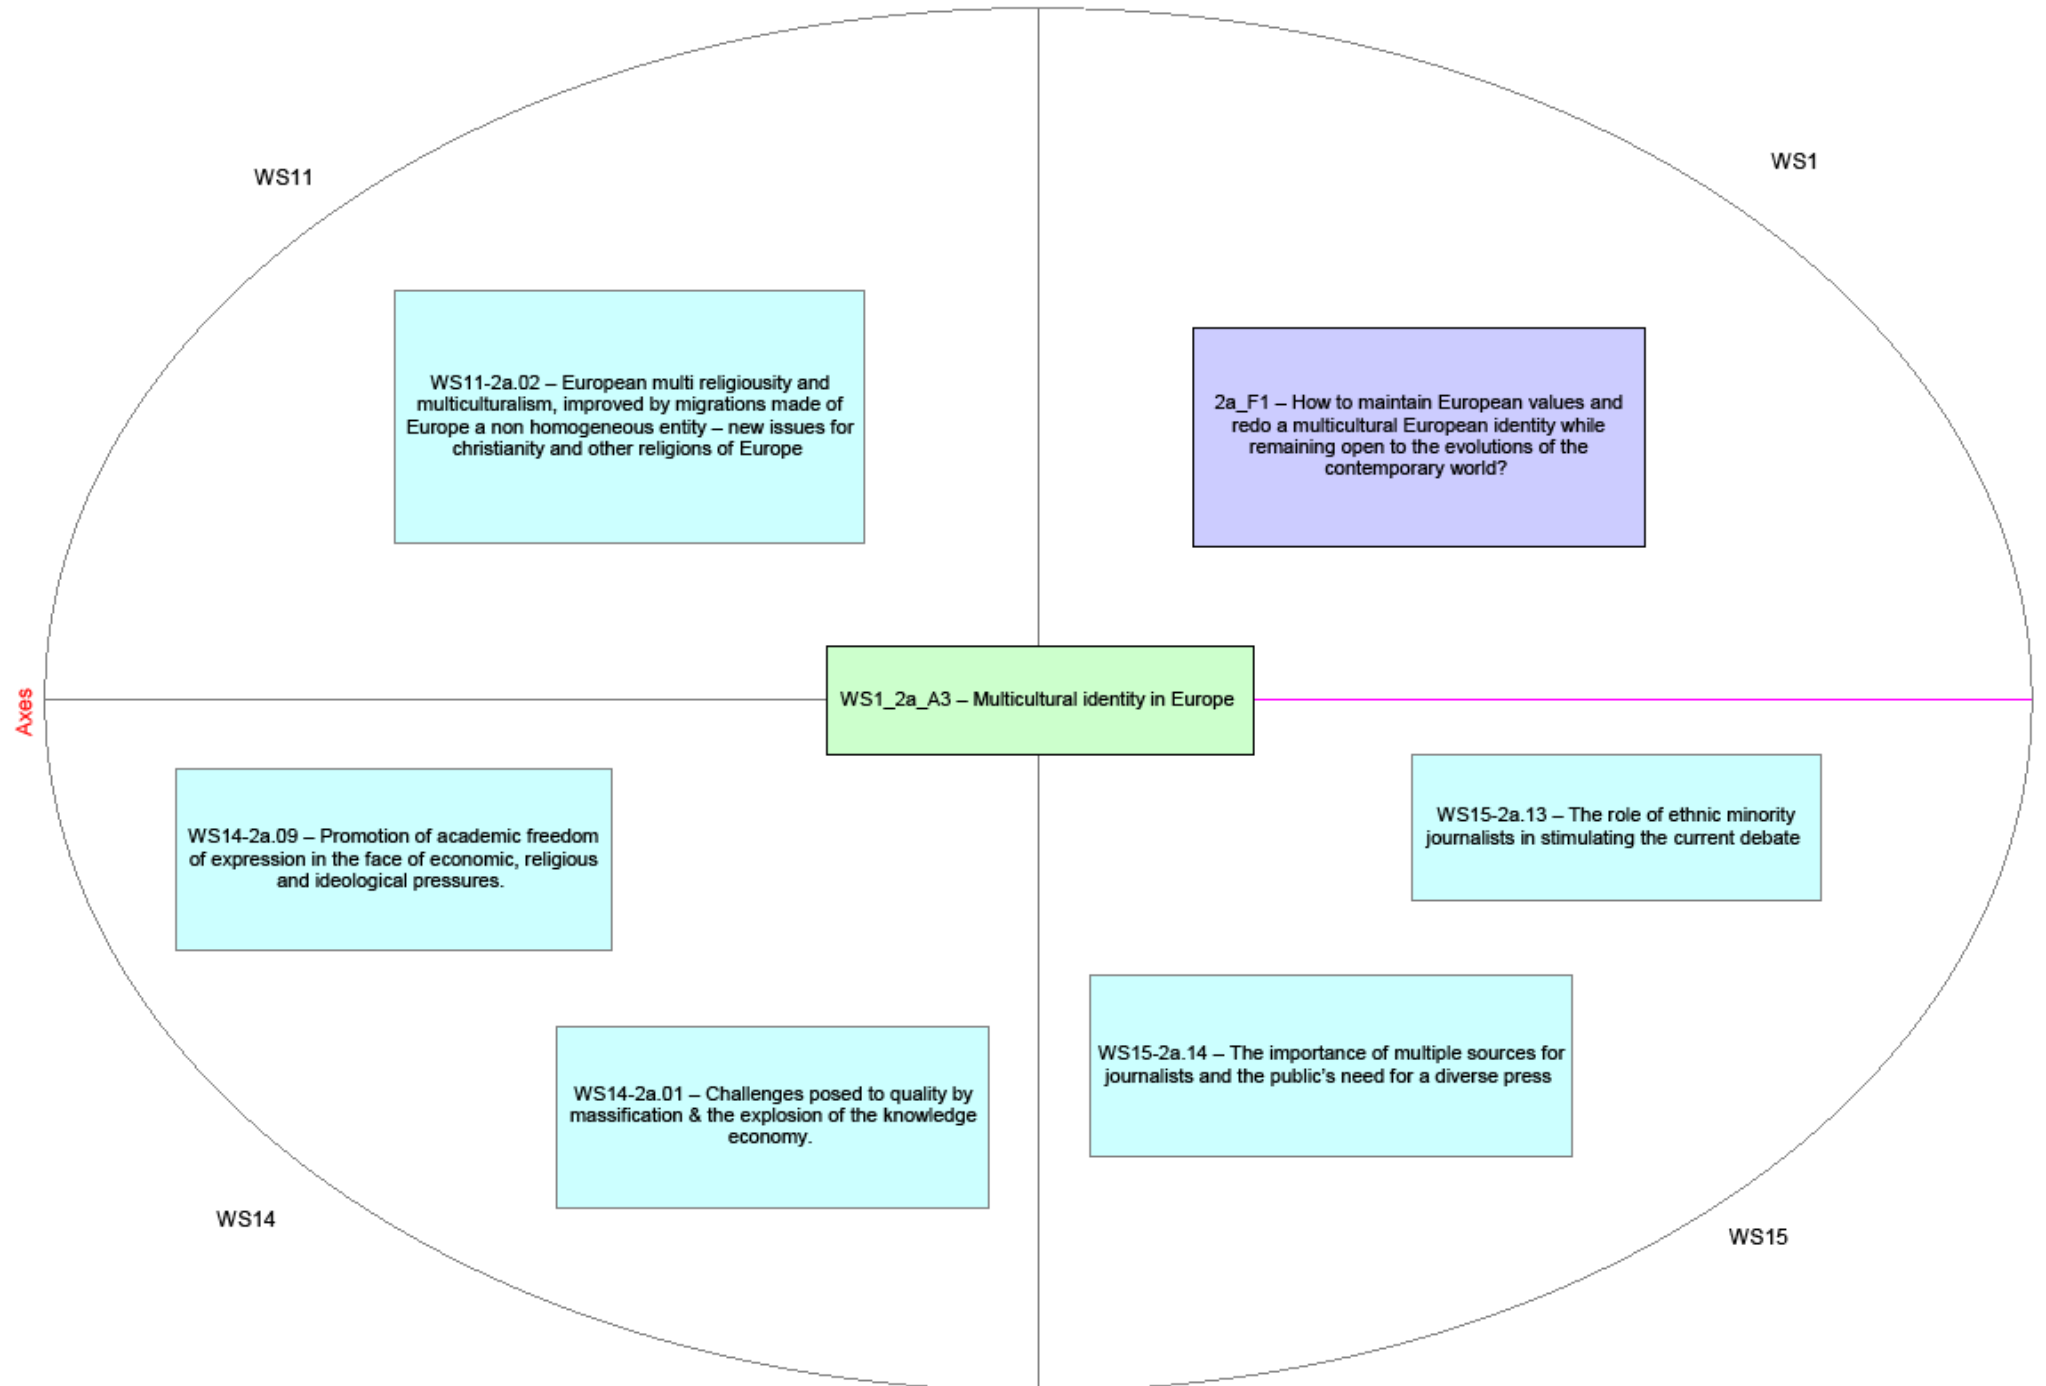 WS11
WS1
WS11-2a.02 – European multi religiousity and
multiculturalism, improved by migrations made of
Europe a non homogeneous entity – new issues for
christianity and other religions of Europe
2a_F1 – How to maintain European values and
redo a multicultural European identity while
remaining open to the evolutions of the
contemporary world?
Axes
WS1_2a_A3 – Multicultural identity in Europe
WS14-2a.09 – Promotion of academic freedom
of expression in the face of economic, religious
and ideological pressures.
WS15-2a.13 – The role of ethnic minority
journalists in stimulating the current debate
WS14-2a.01 – Challenges posed to quality by
massification & the explosion of the knowledge
economy.
WS15-2a.14 – The importance of multiple sources for
journalists and the public's need for a diverse press
WS14
WS15